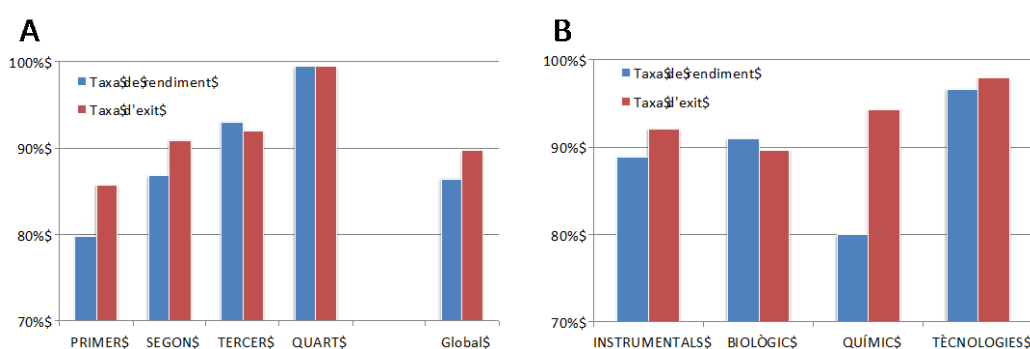 A
100%$
90%$
80%$
70%$
Taxa$de$rendiment$
Taxa$d'exit$
PRIMER$ SEGON$ TERCER$ QUART$ Global$
B
100%$
90%$
80%$
70%$
Taxa$de$rendiment$
Taxa$d'exit$
INSTRUMENTALS$ BIOLÒGIC$ QUÍMIC$ TÈCNOLOGIES$